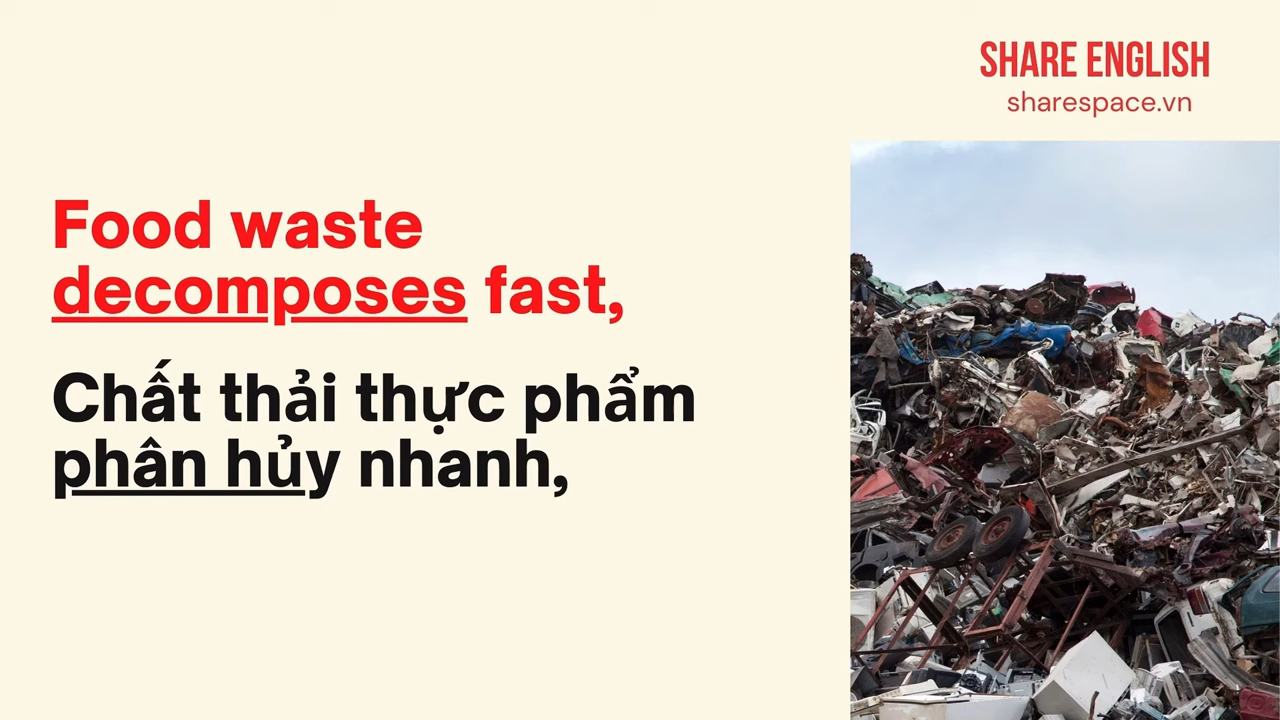 SHARE ENGLISH
sharespace.vn
Food waste
decomposes fast,
Chất thải thực phẩm
phân hủy nhanh,